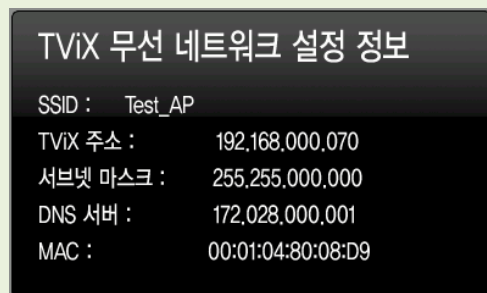 TViX 무선 네트워크 설정 정보
SSID : Test_AP
TViX 주소 : 192.168.000.070
서브넷 마스크 : 255.255.000.000
DNS 서버 : 172.028.000.001
MAC : 00:01:04:80:08:D9